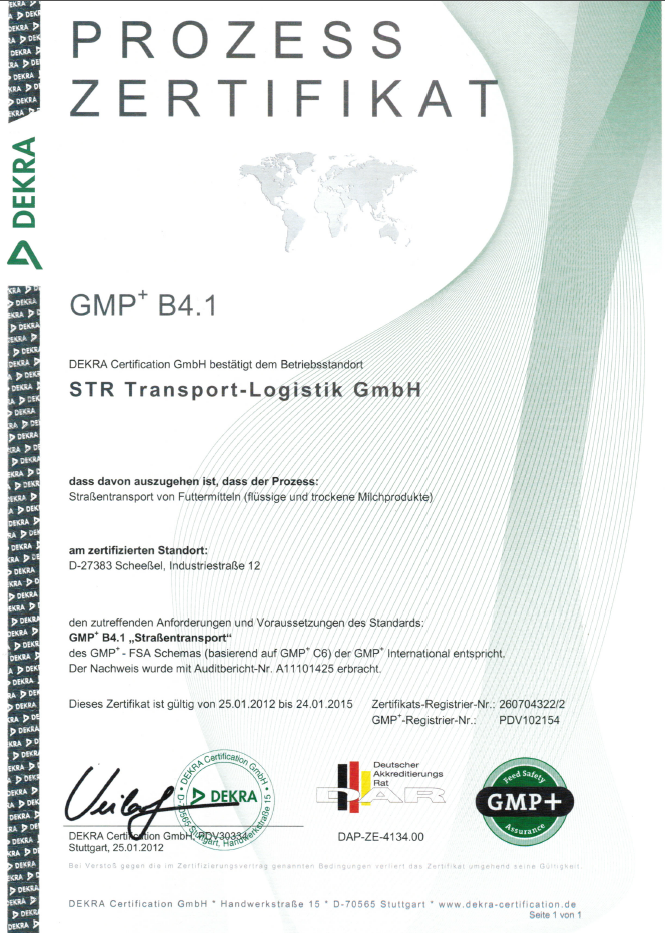 PROZESS
ZERTIFIKAT
DEKRA
GMP+ B4.1
DEKRA Certification GmbH bestätigt dem Betriebsstandort
STR Transport-Logistik GmbH
dass davon auszugehen ist, dass der Prozess:
Straßentransport von Futtermitteln (flüssige und trockene Milchprodukte)
am zertifizierten Standort:
D-27383 Scheeßel, Industriestraße 12
den zutreffenden Anforderungen und Voraussetzungen des Standards:
GMP+ B4.1 „Straßentransport"
des GMP+ - FSA Schemas (basierend auf GMP+ C6) der GMP+ International entspricht.
Der Nachweis wurde mit Auditbericht-Nr. A11101425 erbracht.
Dieses Zertifikat ist gültig von 25.01.2012 bis 24.01.2015
Zertifikats-Registrier-Nr.: 260704322/2
GMP+-Registrier-Nr.: PDV102154
DEKRA Certification GmbH
DEKRA
D-70565 Stuttgart, Handwerkstraße 15
Deutscher
Akkreditierungs
Rat
DAR
Feed Safety
GMP+
Assurance
DEKRA Certification GmbH,
Stuttgart, 25.01.2012
DAP-ZE-4134.00
Bei Verstoß gegen die im Zertifizierungsvertrag genannten Bedingungen verliert das Zertifikat umgehend seine Gültigkeit.
DEKRA Certification GmbH * Handwerkstraße 15 * D-70565 Stuttgart * www.dekra-certification.de
Seite 1 von 1